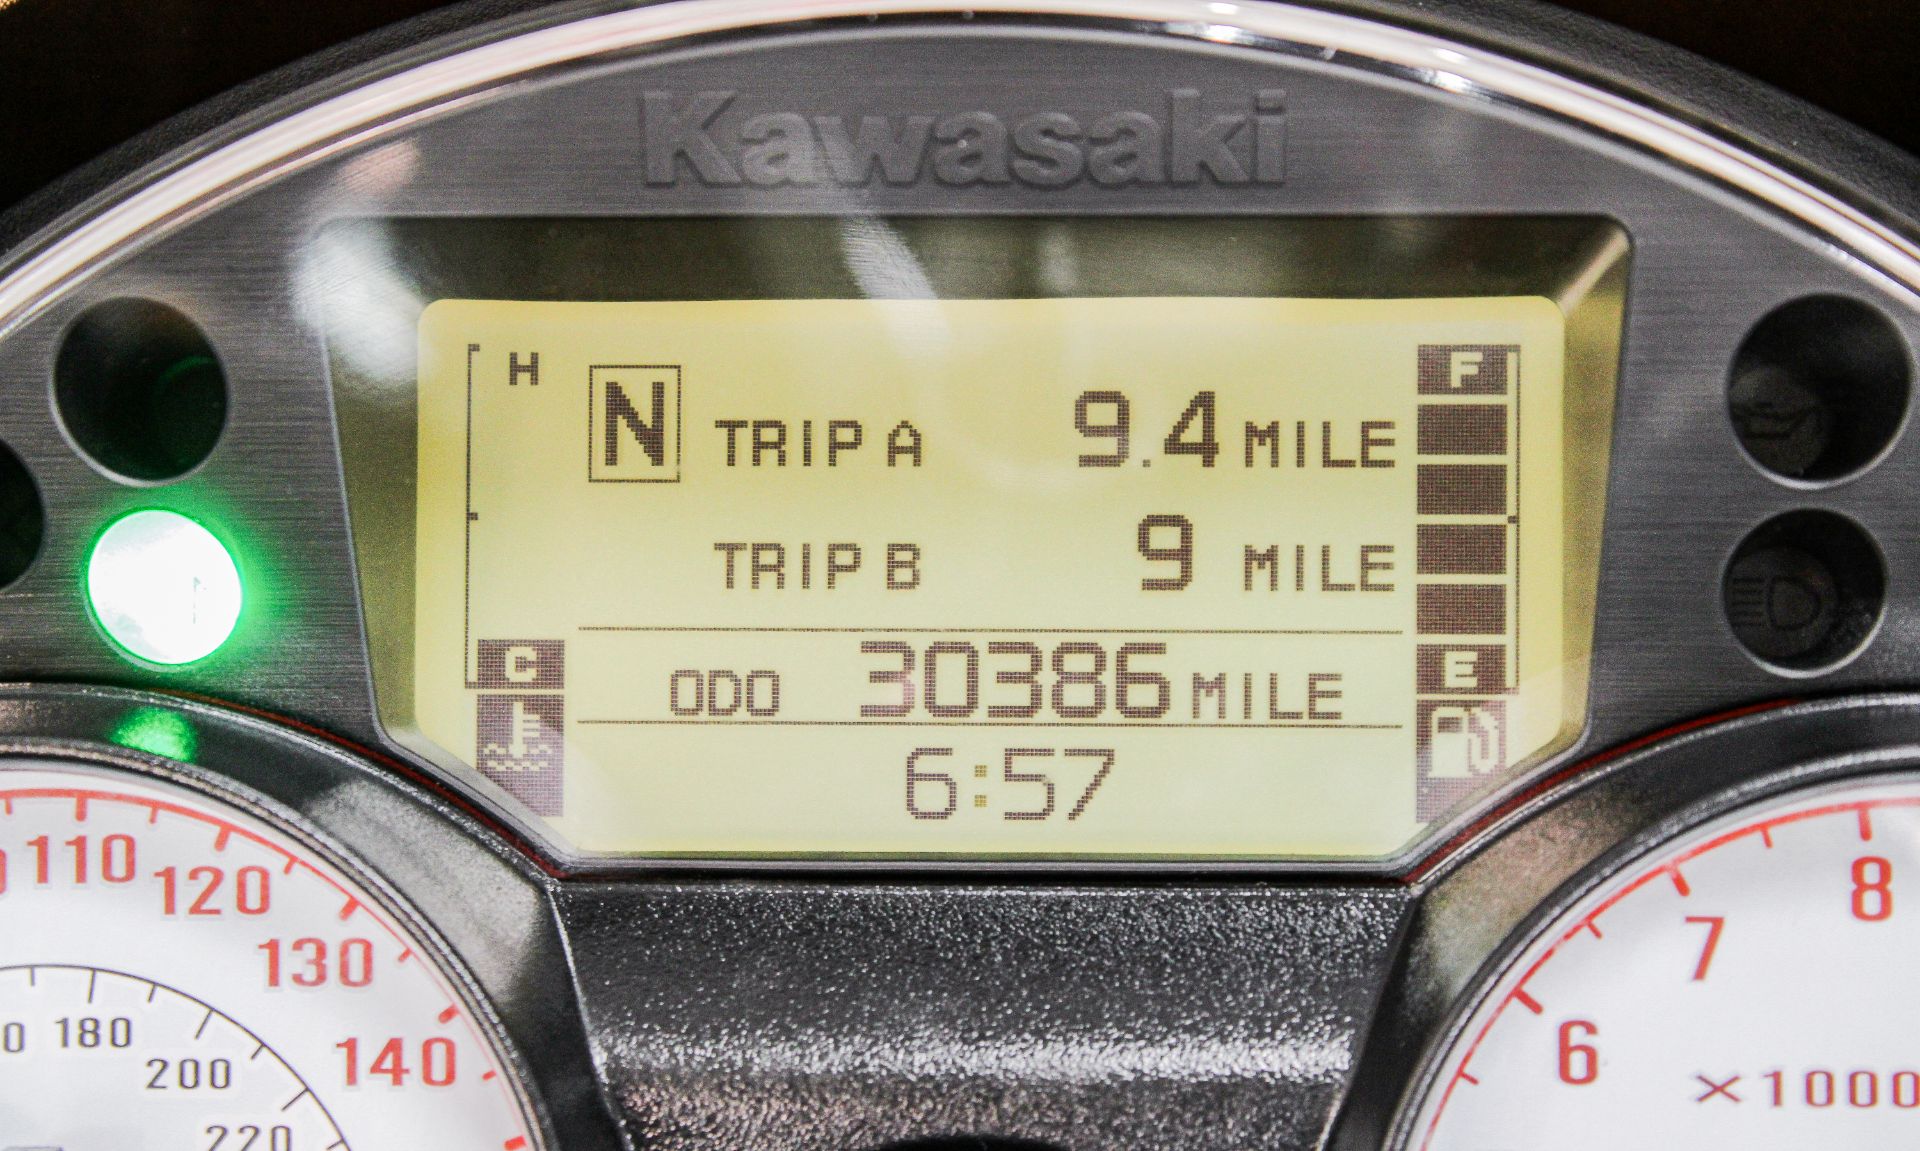 Kawasaki
H
N TRIP A 9.4 MILE
F
TRIP B 9 MILE
C
ODO 30386 MILE
E
6:57
110
120
130
140
180
200
220
6
7
8
×1000